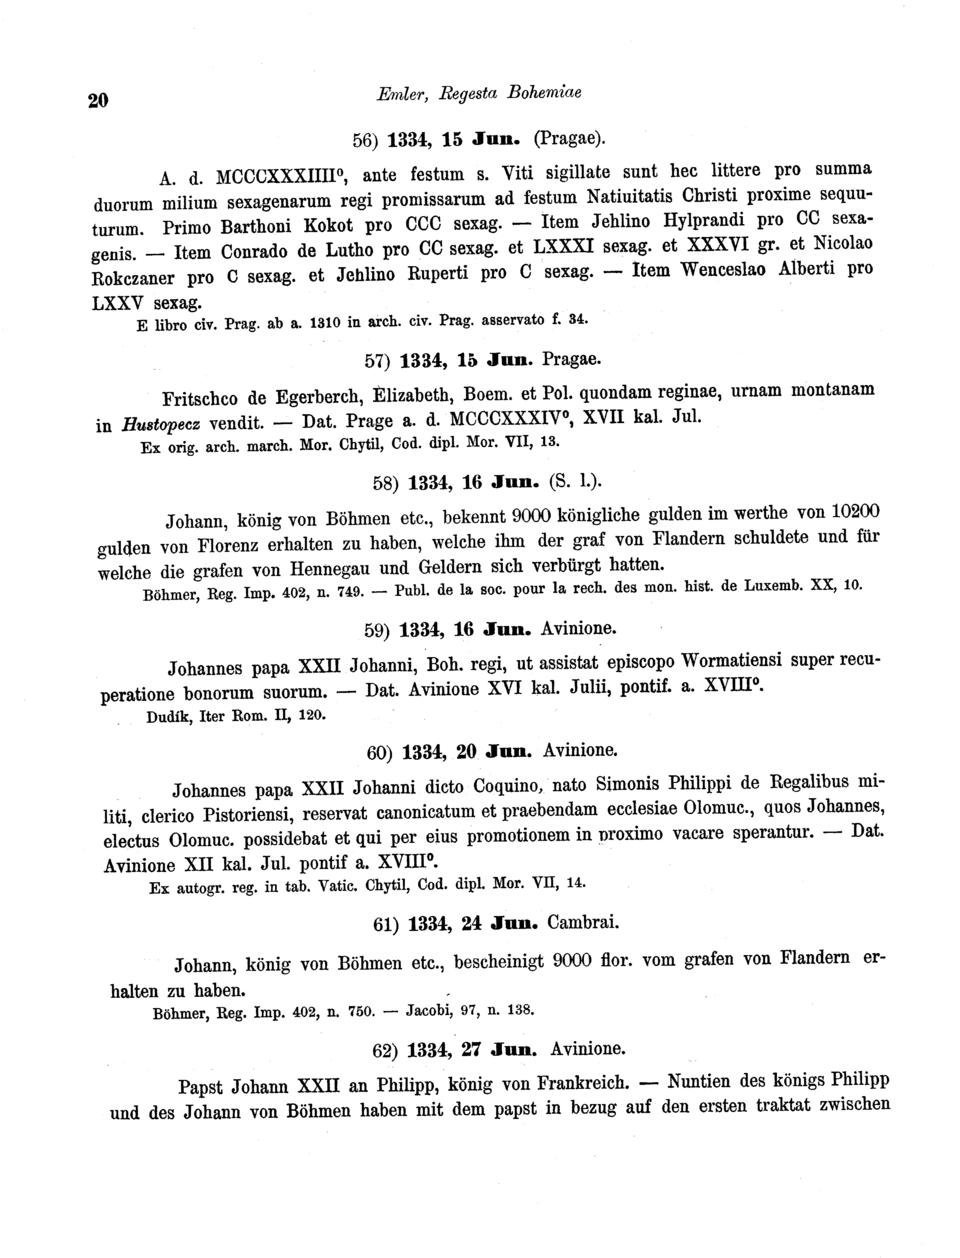 20
Emler, Regesta Bohemiae
56) 1334, 15 Jun. (Pragae).
A. d. MCCCXXXIIII⁰, ante festum s. Viti sigillate sunt hec littere pro summa
duorum milium sexagenarum regi promissarum ad festum Natiuitatis Christi proxime sequu-
turum. Primo Barthoni Kokot pro CCC sexag. — Item Jehlino Hylprandi pro CC sexa-
genis. — Item Conrado de Lutho pro CC sexag. et LXXXI sexag. et XXXVI gr. et Nicolao
Rokczaner pro C sexag. et Jehlino Ruperti pro C sexag. — Item Wenceslao Alberti pro
LXXV sexag.
E libro civ. Prag. ab a. 1310 in arch. civ. Prag. asservato f. 34.
57) 1334, 15 Jun. Pragae.
Fritschco de Egerberch, Elizabeth, Boem. et Pol. quondam reginae, urnam montanam
in Hustopecz vendit. — Dat. Prage a. d. MCCCXXXIV⁰, XVII kal. Jul.
Ex orig. arch. march. Mor. Chytil, Cod. dipl. Mor. VII, 13.
58) 1334, 16 Jun. (S. l.).
Johann, könig von Böhmen etc., bekennt 9000 königliche gulden im werthe von 10200
gulden von Florenz erhalten zu haben, welche ihm der graf von Flandern schuldete und für
welche die grafen von Hennegau und Geldern sich verbürgt hatten.
Böhmer, Reg. Imp. 402, n. 749. — Publ. de la soc. pour la rech. des mon. hist. de Luxemb. XX, 10.
59) 1334, 16 Jun. Avinione.
Johannes papa XXII Johanni, Boh. regi, ut assistat episcopo Wormatiensi super recu-
peratione bonorum suorum. — Dat. Avinione XVI kal. Julii, pontif. a. XVIII⁰.
Dudík, Iter Rom. II, 120.
60) 1334, 20 Jun. Avinione.
Johannes papa XXII Johanni dicto Coquino, nato Simonis Philippi de Regalibus mi-
liti, clerico Pistoriensi, reservat canonicatum et praebendam ecclesiae Olomuc., quos Johannes,
electus Olomuc. possidebat et qui per eius promotionem in proximo vacare sperantur. — Dat.
Avinione XII kal. Jul. pontif a. XVIII⁰.
Ex autogr. reg. in tab. Vatic. Chytil, Cod. dipl. Mor. VII, 14.
61) 1334, 24 Jun. Cambrai.
Johann, könig von Böhmen etc., bescheinigt 9000 flor. vom grafen von Flandern er-
halten zu haben.
Böhmer, Reg. Imp. 402, n. 750. — Jacobi, 97, n. 138.
62) 1334, 27 Jun. Avinione.
Papst Johann XXII an Philipp, könig von Frankreich. — Nuntien des königs Philipp
und des Johann von Böhmen haben mit dem papst in bezug auf den ersten traktat zwischen